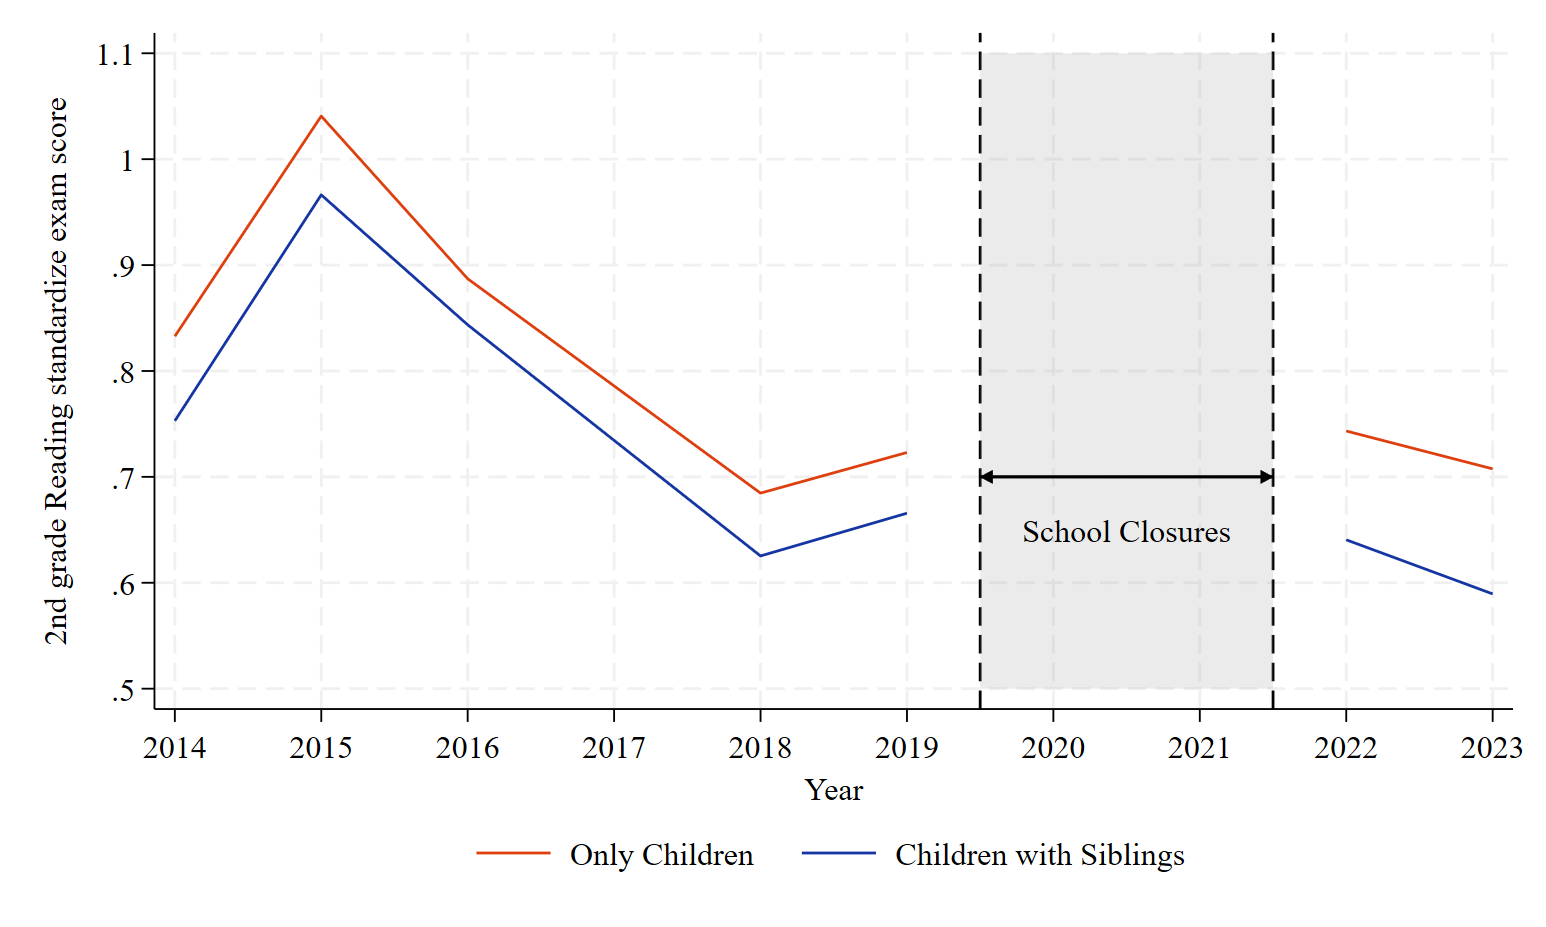 2nd grade Reading standardize exam score
1.1
1
.9
.8
.7
.6
.5
School Closures
2014 2015 2016 2017 2018 2019 2020 2021 2022 2023
Year
Only Children Children with Siblings